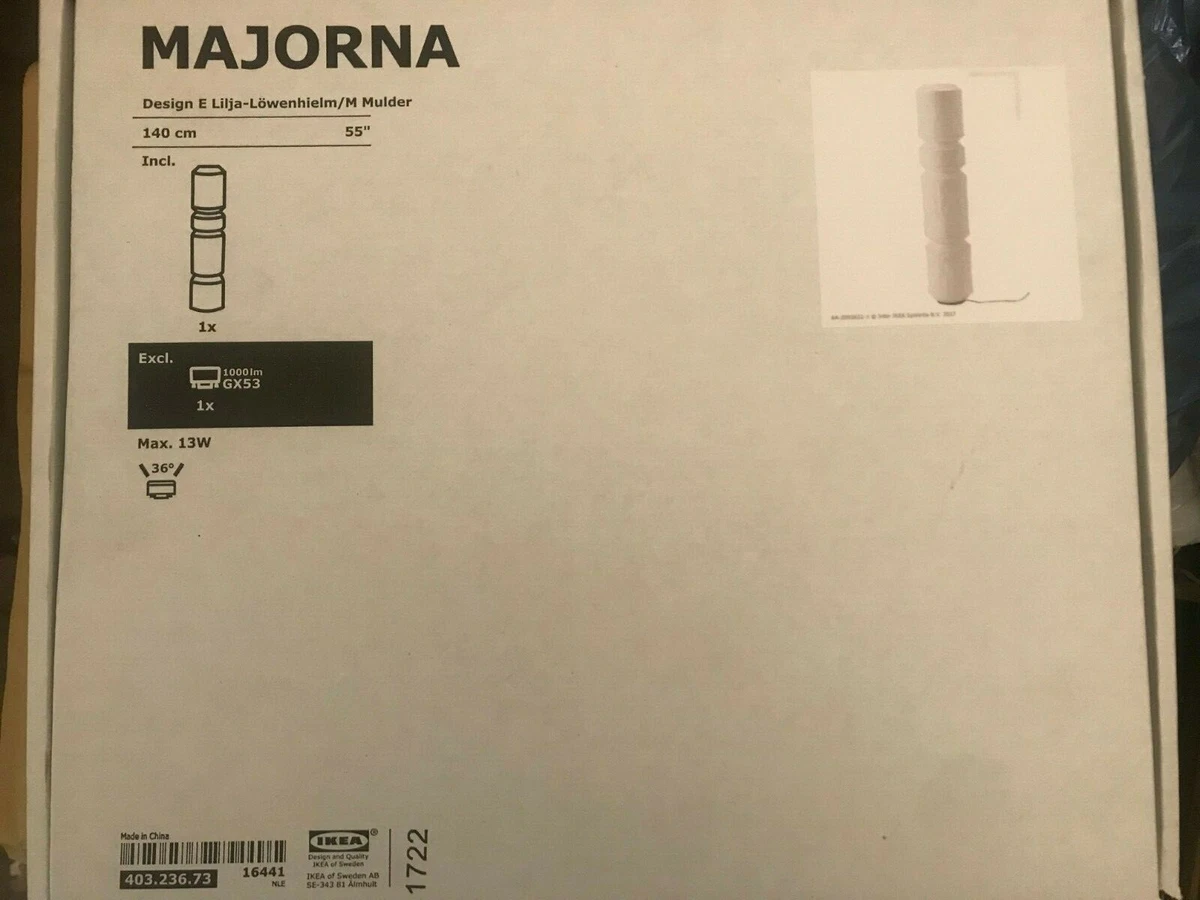 MAJORNA
Design E Lilja-Löwenhielm/M Mulder
140 cm 55"
Incl.
1x
Excl.
1000lm
GX53
1x
Max. 13W
36°
Made in China
403.236.73
16441
NLE
IKEA®
Design and Quality
IKEA of Sweden
IKEA of Sweden AB
SE-343 81 Älmhult
1722